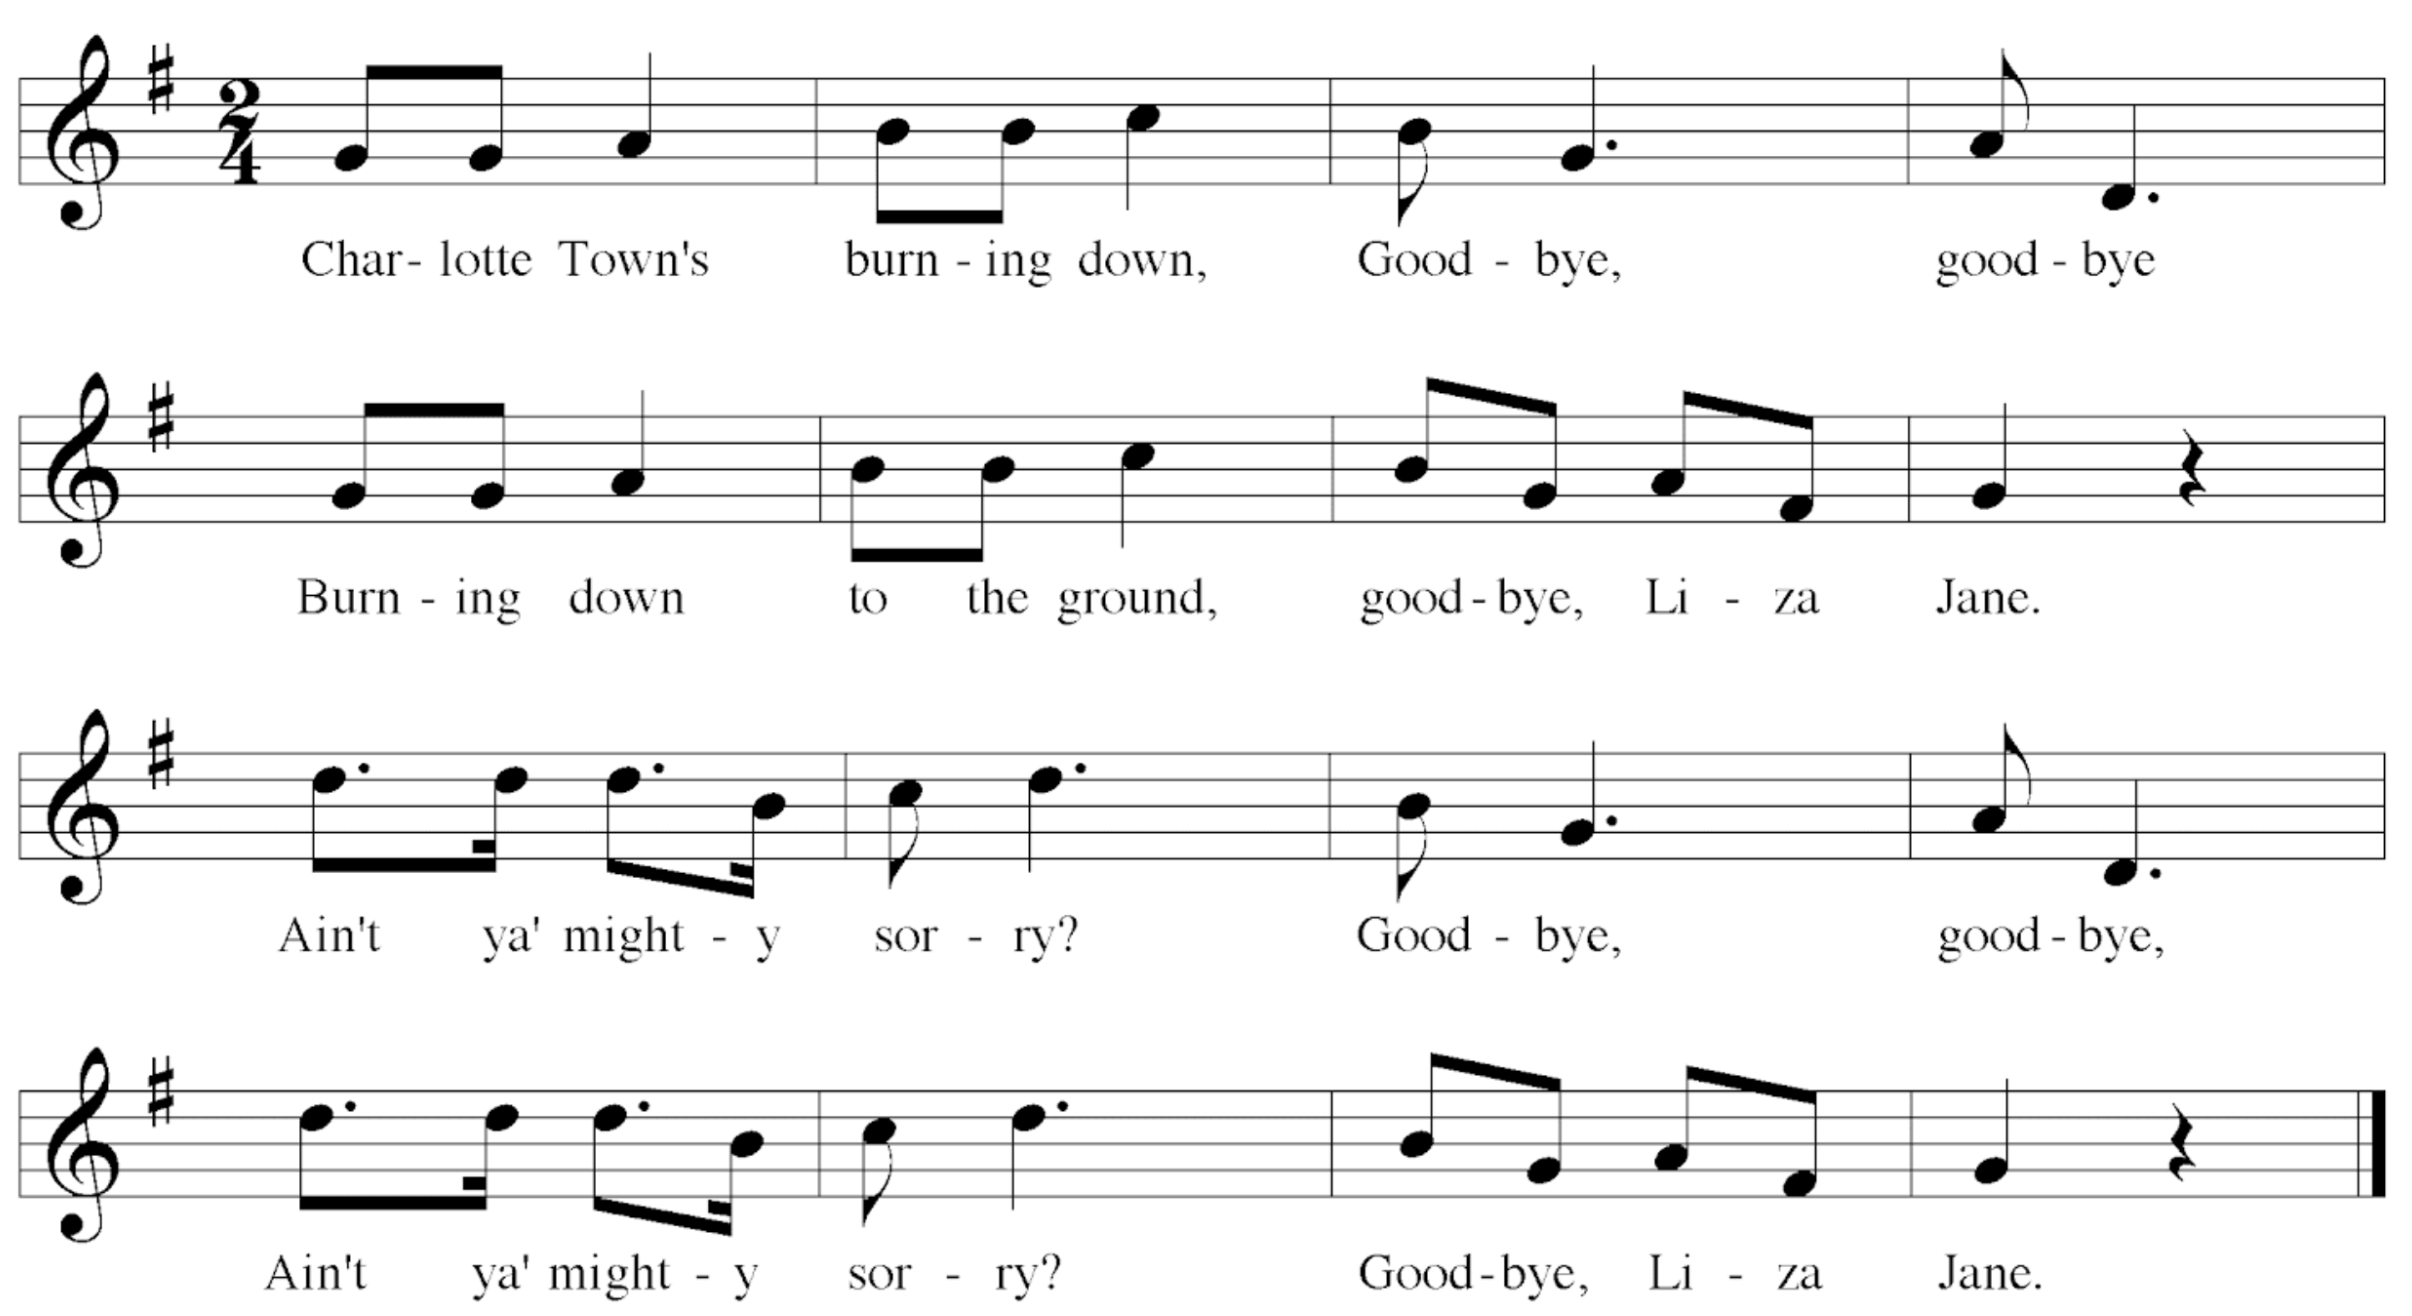 2
4
Char- lotte Town's burn - ing down, Good - bye, good - bye
Burn - ing down to the ground, good - bye, Li - za Jane.
Ain't ya' might - y sor - ry? Good - bye, good - bye,
Ain't ya' might - y sor - ry? Good - bye, Li - za Jane.